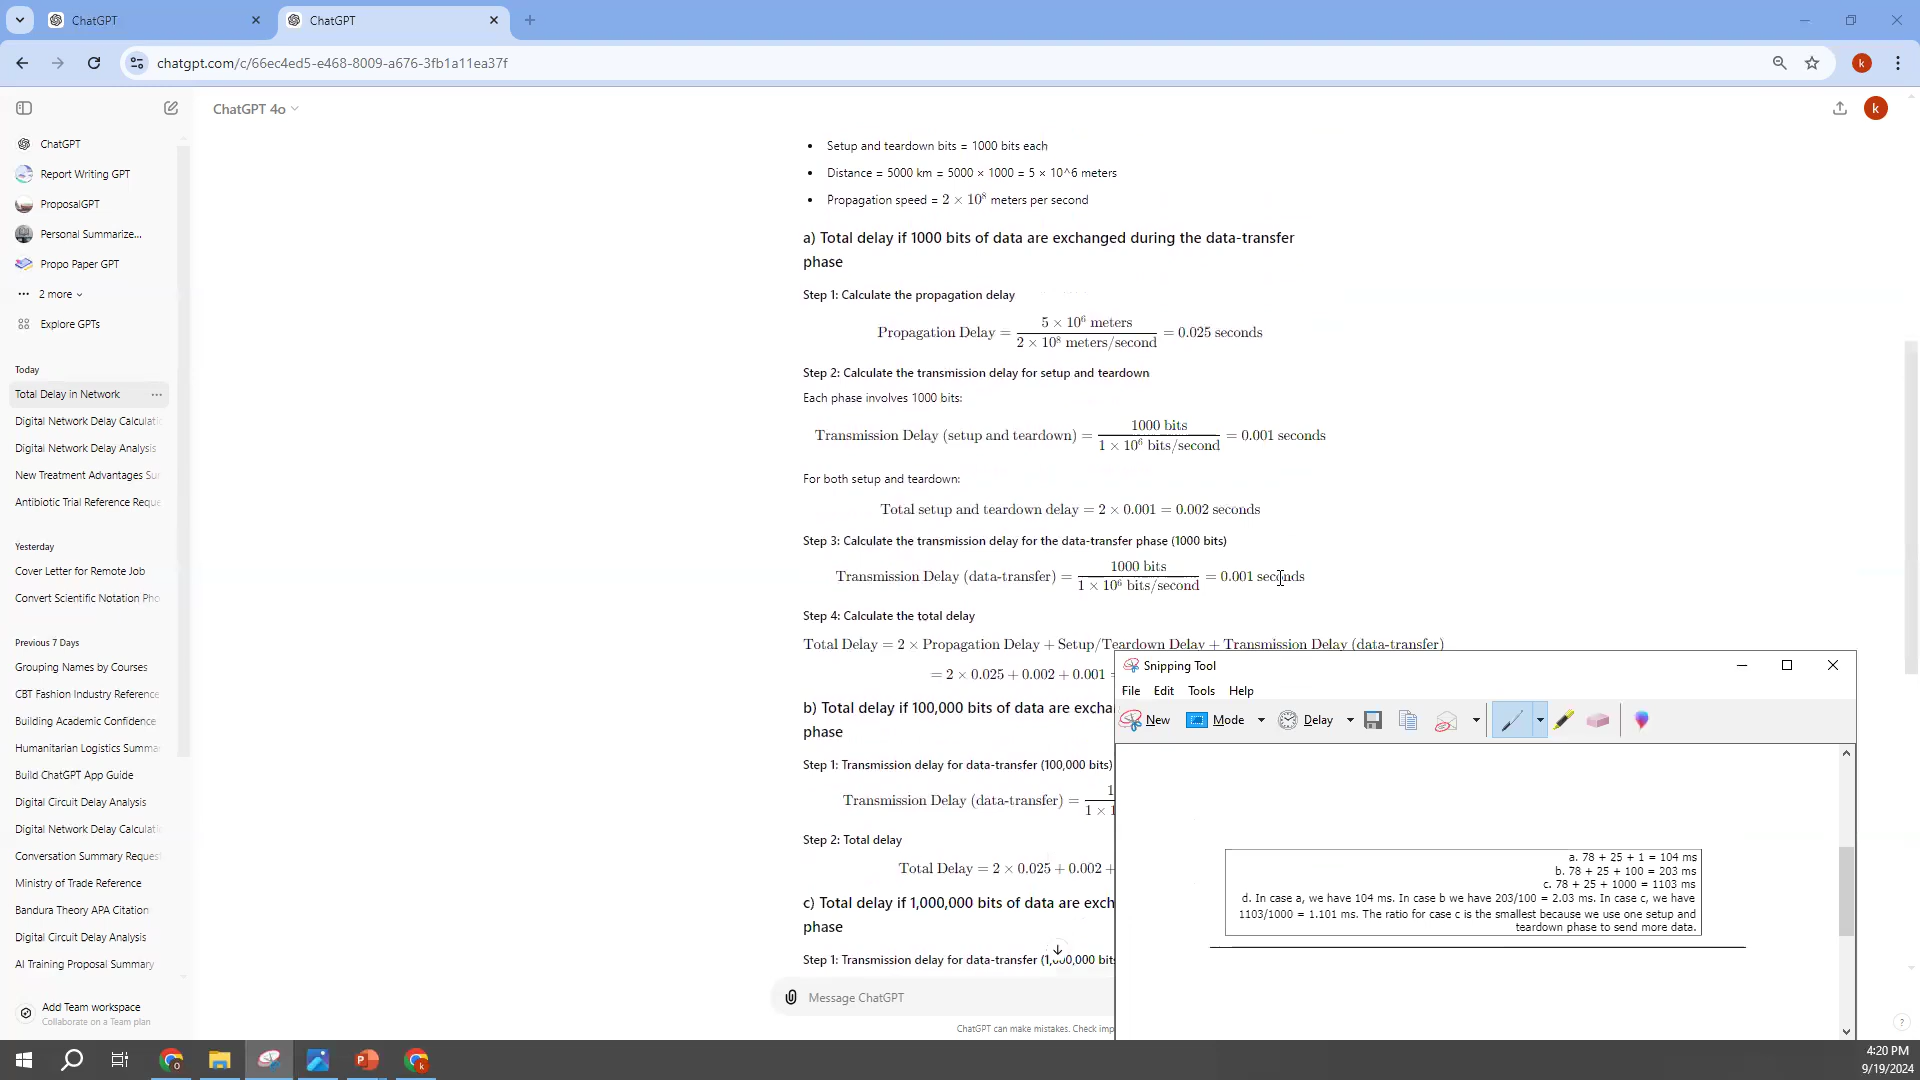 ChatGPT
ChatGPT
chatgpt.com/c/66ec4ed5-e468-8009-a676-3fb1a11ea37f
k
ChatGPT 4o
k
ChatGPT
Report Writing GPT
ProposalGPT
Personal Summarize...
Propo Paper GPT
2 more
Explore GPTs
Today
Total Delay in Network
Digital Network Delay Calculatio
Digital Network Delay Analysis
New Treatment Advantages Su
Antibiotic Trial Reference Reque
Yesterday
Cover Letter for Remote Job
Convert Scientific Notation Pho
Previous 7 Days
Grouping Names by Courses
CBT Fashion Industry Reference
Building Academic Confidence
Humanitarian Logistics Summa
Build ChatGPT App Guide
Digital Circuit Delay Analysis
Digital Network Delay Calculatio
Conversation Summary Request
Ministry of Trade Reference
Bandura Theory APA Citation
Digital Circuit Delay Analysis
AI Training Proposal Summary
Add Team workspace
Collaborate on a Team plan
• Setup and teardown bits = 1000 bits each
• Distance = 5000 km = 5000 × 1000 = 5 × 10^6 meters
• Propagation speed = 2 × 10⁸ meters per second
a) Total delay if 1000 bits of data are exchanged during the data-transfer
phase
Step 1: Calculate the propagation delay
Propagation Delay = 5 × 10⁶ meters / 2 × 10⁸ meters/second = 0.025 seconds
Step 2: Calculate the transmission delay for setup and teardown
Each phase involves 1000 bits:
Transmission Delay (setup and teardown) = 1000 bits / 1 × 10⁶ bits/second = 0.001 seconds
For both setup and teardown:
Total setup and teardown delay = 2 × 0.001 = 0.002 seconds
Step 3: Calculate the transmission delay for the data-transfer phase (1000 bits)
Transmission Delay (data-transfer) = 1000 bits / 1 × 10⁶ bits/second = 0.001 seconds
Step 4: Calculate the total delay
Total Delay = 2 × Propagation Delay + Setup/Teardown Delay + Transmission Delay (data-transfer)
= 2 × 0.025 + 0.002 + 0.001 =
b) Total delay if 100,000 bits of data are excha
phase
Step 1: Transmission delay for data-transfer (100,000 bits)
Transmission Delay (data-transfer) = 1 / 1 × 1
Step 2: Total delay
Total Delay = 2 × 0.025 + 0.002 +
c) Total delay if 1,000,000 bits of data are exch
phase
Step 1: Transmission delay for data-transfer (1,000,000 bits
Message ChatGPT
ChatGPT can make mistakes. Check imp
Snipping Tool
File Edit Tools Help
New Mode Delay
a. 78 + 25 + 1 = 104 ms
b. 78 + 25 + 100 = 203 ms
c. 78 + 25 + 1000 = 1103 ms
d. In case a, we have 104 ms. In case b we have 203/100 = 2.03 ms. In case c, we have
1103/1000 = 1.101 ms. The ratio for case c is the smallest because we use one setup and
teardown phase to send more data.
?
4:20 PM
9/19/2024